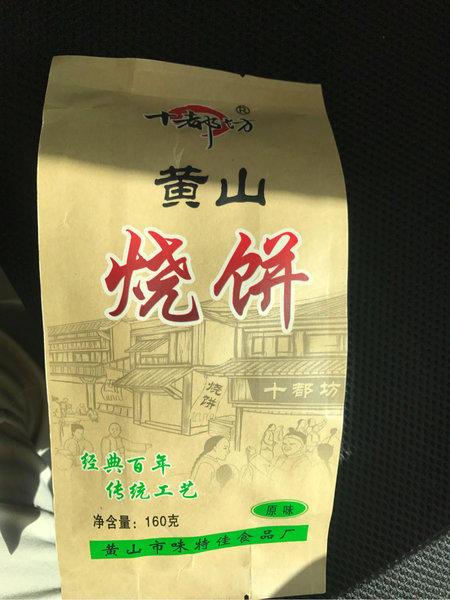 十都坊®
黄山
烧饼
烧饼
十都坊
经典百年
传统工艺
原味
净含量: 160克
黄山市味特佳食品厂